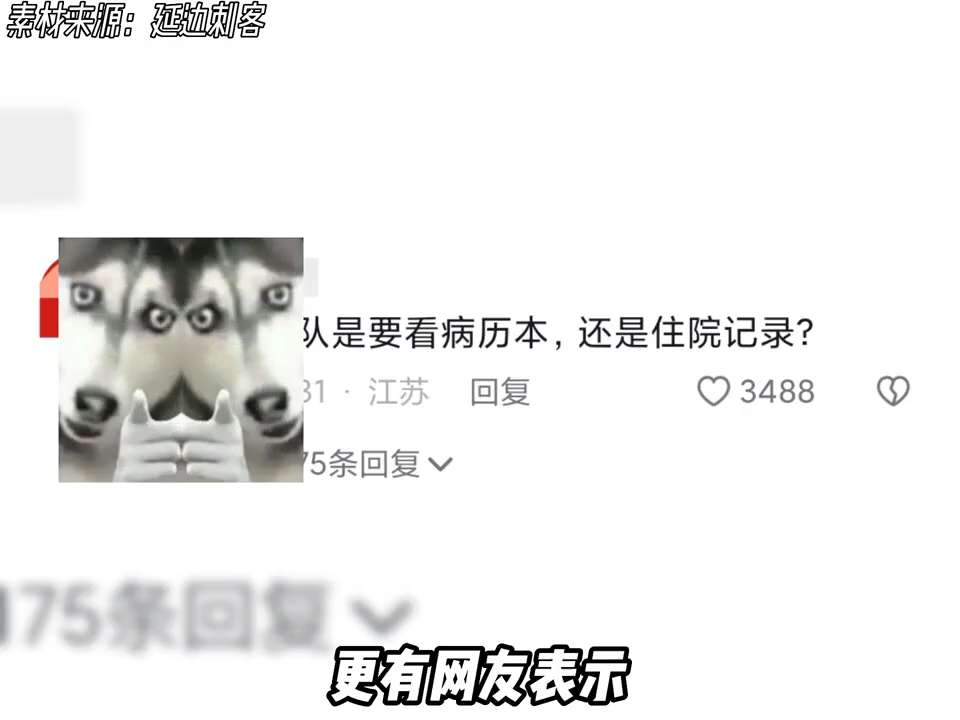 素材来源：延边刺客
队是要看病历本，还是住院记录？
31 · 江苏 回复 3488
75条回复
175条回复
更有网友表示